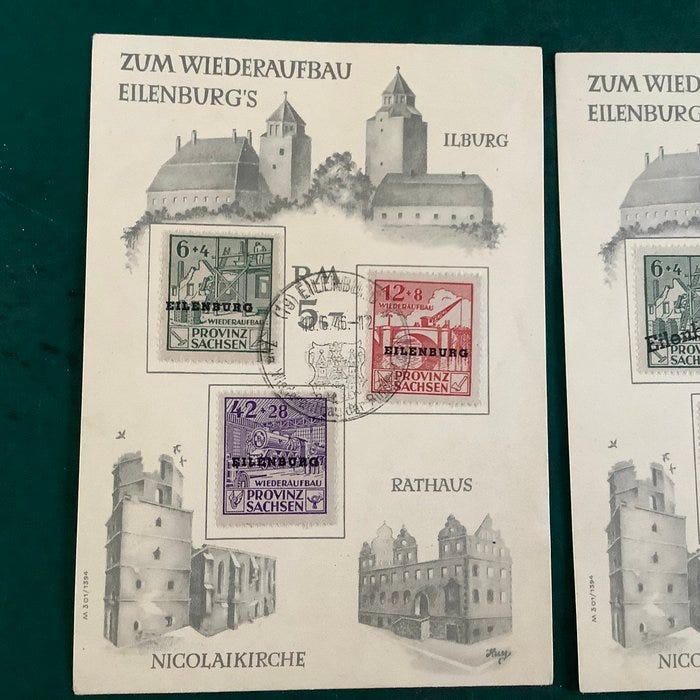 ZUM WIEDERAUFBAU
EILENBURG'S
ILBURG
6+4
EILENBURG
WIEDERAUFBAU
PROVINZ
SACHSEN
RM
5.-
12+8
WIEDERAUFBAU
EILENBURG
PROVINZ
SACHSEN
42+28
EILENBURG
WIEDERAUFBAU
PROVINZ
SACHSEN
RATHAUS
NICOLAIKIRCHE
M 301/1394
ZUM WIED
EILENBURG
6+4
Eilen
NICO
M 301/1394